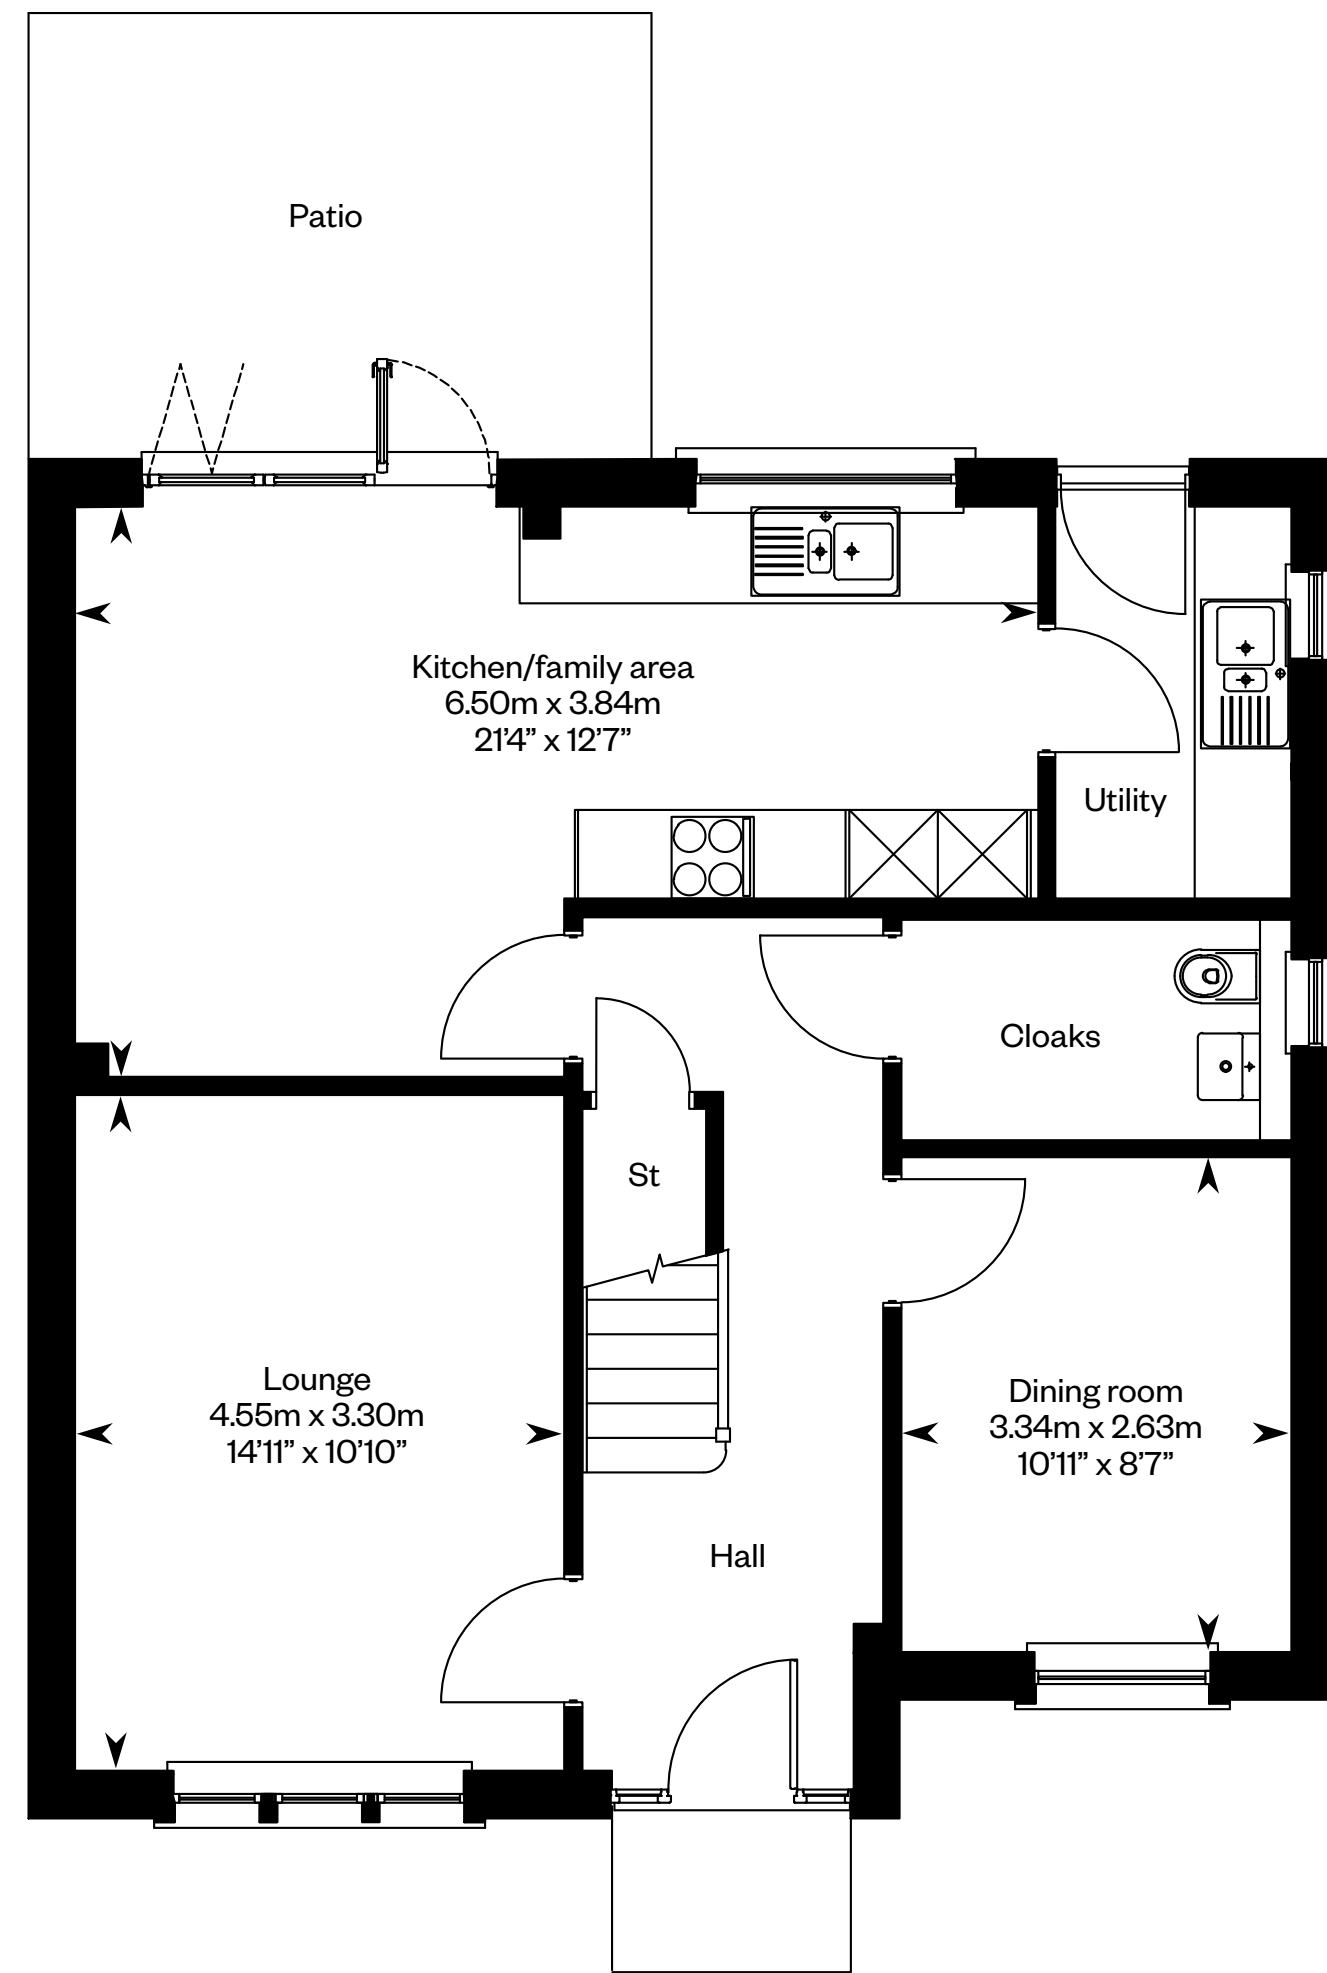 Patio
Kitchen/family area
6.50m x 3.84m
21’4” x 12’7”
Utility
Cloaks
St
Lounge
4.55m x 3.30m
14’11” x 10’10”
Dining room
3.34m x 2.63m
10’11” x 8’7”
Hall